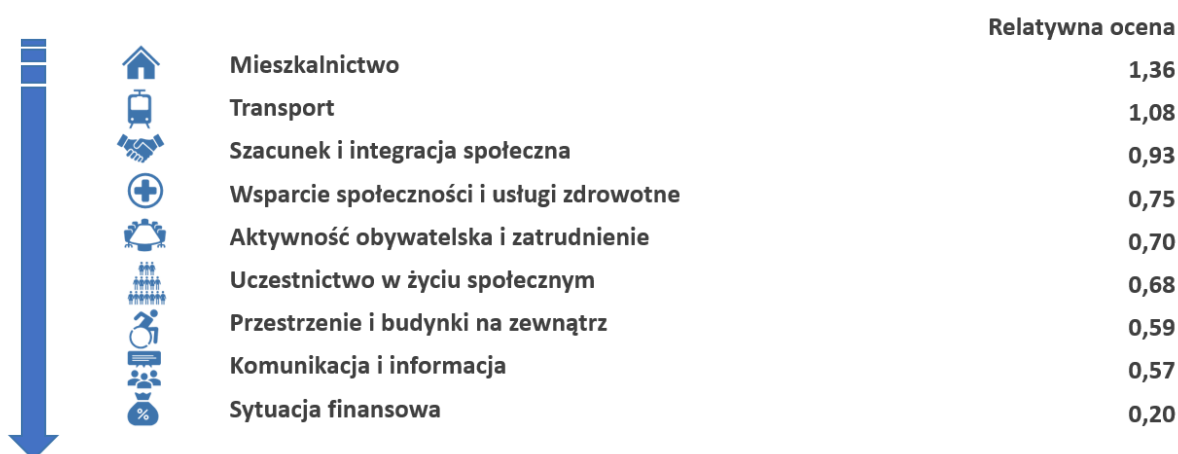 Relatywna ocena
Mieszkalnictwo 1,36
Transport 1,08
Szacunek i integracja społeczna 0,93
Wsparcie społeczności i usługi zdrowotne 0,75
Aktywność obywatelska i zatrudnienie 0,70
Uczestnictwo w życiu społecznym 0,68
Przestrzenie i budynki na zewnątrz 0,59
Komunikacja i informacja 0,57
Sytuacja finansowa 0,20
%